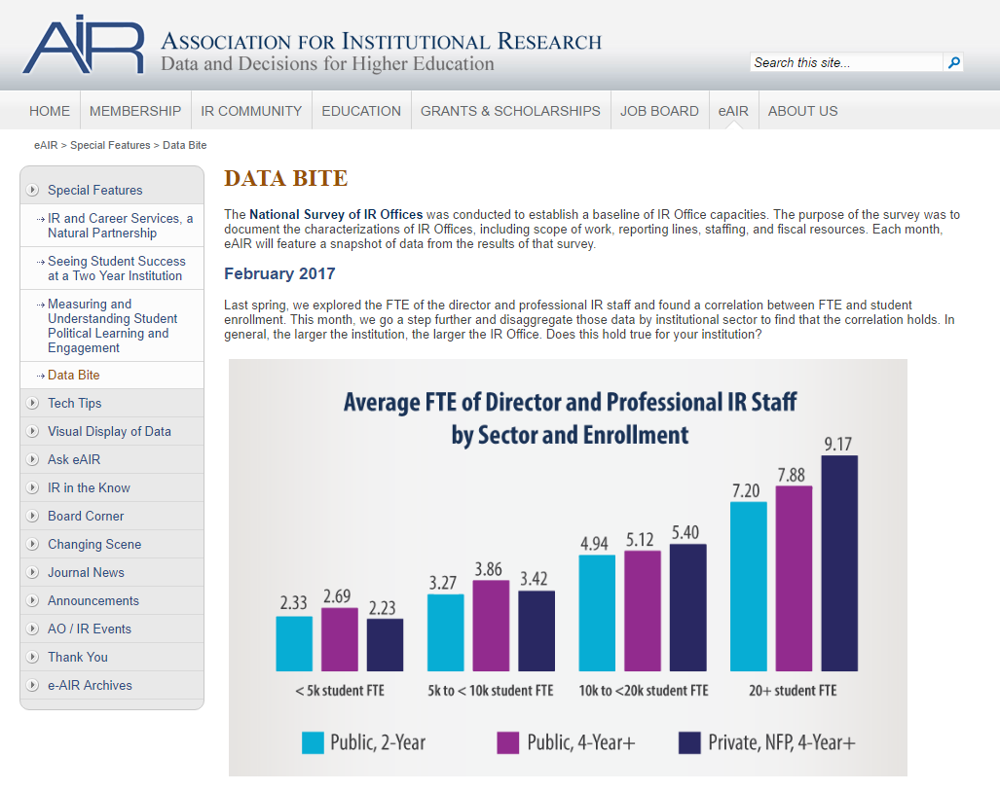 AIR
ASSOCIATION FOR INSTITUTIONAL RESEARCH
Data and Decisions for Higher Education
Search this site...
HOME MEMBERSHIP IR COMMUNITY EDUCATION GRANTS & SCHOLARSHIPS JOB BOARD eAIR ABOUT US
eAIR > Special Features > Data Bite
Special Features
IR and Career Services, a
Natural Partnership
Seeing Student Success
at a Two Year Institution
Measuring and
Understanding Student
Political Learning and
Engagement
Data Bite
Tech Tips
Visual Display of Data
Ask eAIR
IR in the Know
Board Corner
Changing Scene
Journal News
Announcements
AO / IR Events
Thank You
e-AIR Archives
DATA BITE
The National Survey of IR Offices was conducted to establish a baseline of IR Office capacities. The purpose of the survey was to
document the characterizations of IR Offices, including scope of work, reporting lines, staffing, and fiscal resources. Each month,
eAIR will feature a snapshot of data from the results of that survey.
February 2017
Last spring, we explored the FTE of the director and professional IR staff and found a correlation between FTE and student
enrollment. This month, we go a step further and disaggregate those data by institutional sector to find that the correlation holds. In
general, the larger the institution, the larger the IR Office. Does this hold true for your institution?
Average FTE of Director and Professional IR Staff
by Sector and Enrollment
2.33 2.69 2.23 3.27 3.86 3.42 4.94 5.12 5.40 7.20 7.88 9.17
< 5k student FTE 5k to < 10k student FTE 10k to <20k student FTE 20+ student FTE
Public, 2-Year Public, 4-Year+ Private, NFP, 4-Year+